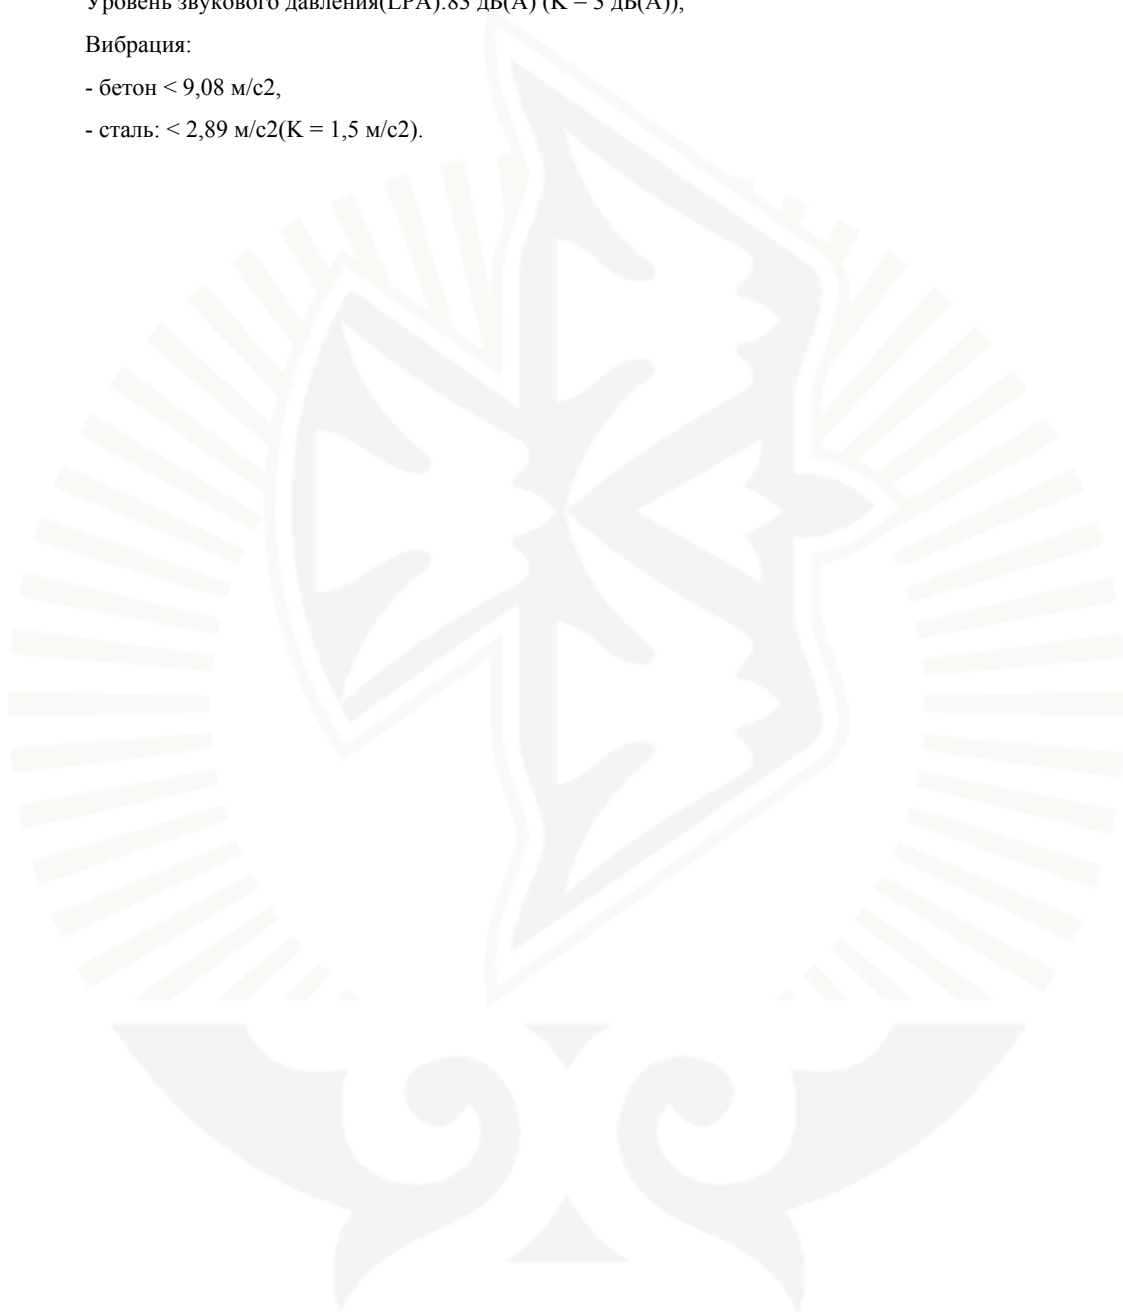 Уровень звукового давления(LPA):85 дБ(А) (K = 3 дБ(А)),
Вибрация:
- бетон < 9,08 м/с2,
- сталь: < 2,89 м/с2(K = 1,5 м/с2).